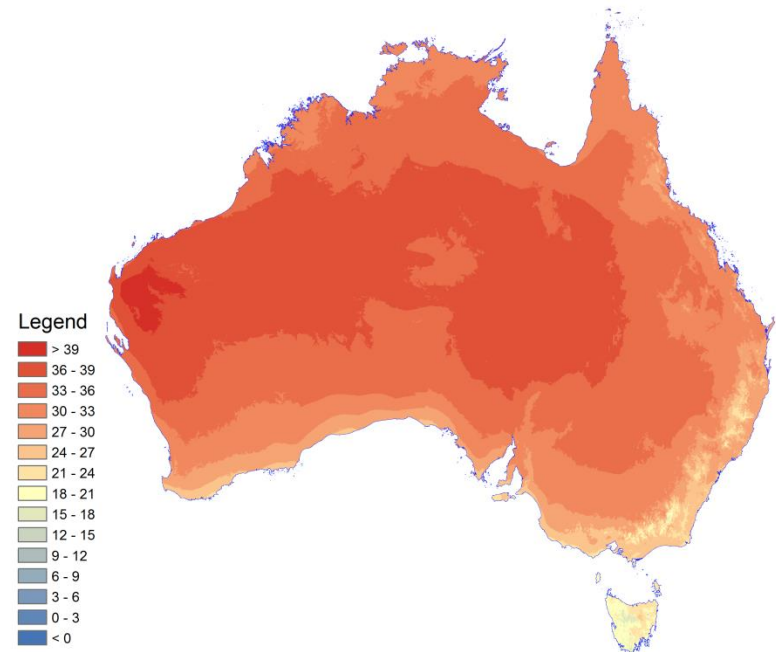 Legend
> 39
36 - 39
33 - 36
30 - 33
27 - 30
24 - 27
21 - 24
18 - 21
15 - 18
12 - 15
9 - 12
6 - 9
3 - 6
0 - 3
< 0